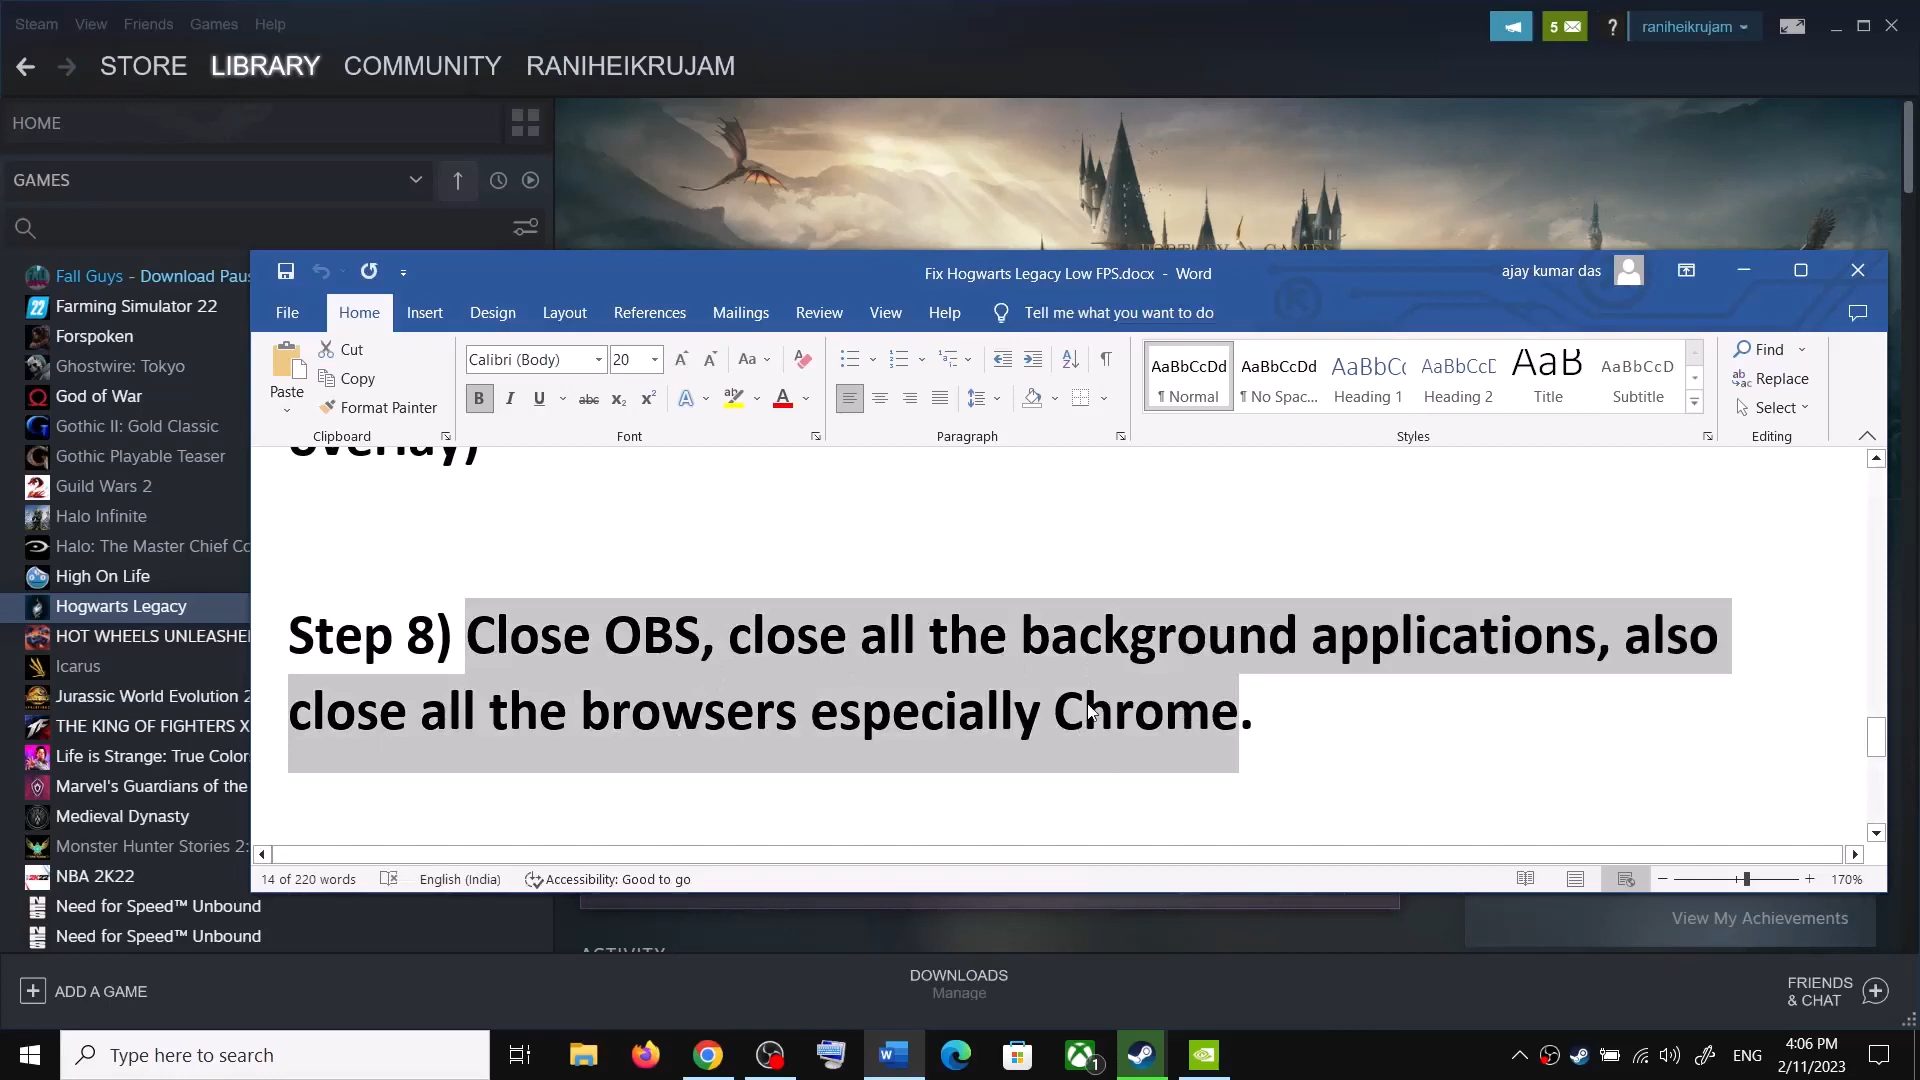 Steam View Friends Games Help
5 ? raniheikrujam
STORE LIBRARY COMMUNITY RANIHEIKRUJAM
HOME
GAMES
Fall Guys - Download Paus
Farming Simulator 22
Forspoken
Ghostwire: Tokyo
God of War
Gothic II: Gold Classic
Gothic Playable Teaser
Guild Wars 2
Halo Infinite
Halo: The Master Chief Co
High On Life
Hogwarts Legacy
HOT WHEELS UNLEASHE
Icarus
Jurassic World Evolution 2
THE KING OF FIGHTERS X
Life is Strange: True Color
Marvel's Guardians of the
Medieval Dynasty
Monster Hunter Stories 2:
NBA 2K22
Need for Speed™ Unbound
Need for Speed™ Unbound
Fix Hogwarts Legacy Low FPS.docx - Word
ajay kumar das
File Home Insert Design Layout References Mailings Review View Help Tell me what you want to do
Paste Cut Copy Format Painter
Calibri (Body) 20
AaBbCcDd AaBbCcDd AaBbCc AaBbCcC AaB AaBbCcD
¶ Normal ¶ No Spac... Heading 1 Heading 2 Title Subtitle
Find Replace Select
Clipboard Font Paragraph Styles Editing
overlay)
Step 8) Close OBS, close all the background applications, also
close all the browsers especially Chrome.
14 of 220 words English (India) Accessibility: Good to go 170%
View My Achievements
ACTIVITY
ADD A GAME
DOWNLOADS
Manage
FRIENDS
& CHAT
Type here to search
1
ENG
4:06 PM
2/11/2023